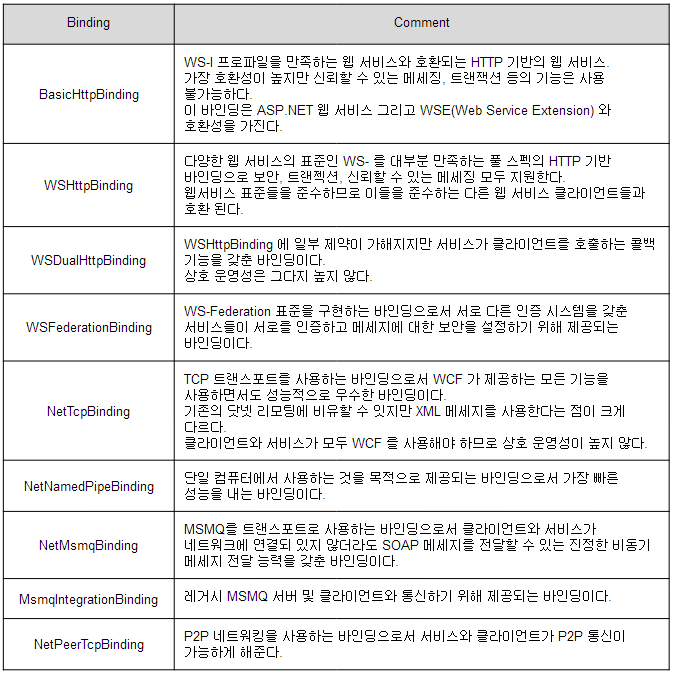 Binding
Comment
BasicHttpBinding
WS-I 프로파일을 만족하는 웹 서비스와 호환되는 HTTP 기반의 웹 서비스.
가장 호환성이 높지만 신뢰할 수 있는 메세징, 트랜잭션 등의 기능은 사용
불가능하다.
이 바인딩은 ASP.NET 웹 서비스 그리고 WSE(Web Service Extension) 와
호환성을 가진다.
WSHttpBinding
다양한 웹 서비스의 표준인 WS- 를 대부분 만족하는 풀 스펙의 HTTP 기반
바인딩으로 보안, 트랜젝션, 신뢰할 수 있는 메세징 모두 지원한다.
웹서비스 표준들을 준수하므로 이들을 준수하는 다른 웹 서비스 클라이언트들과
호환 된다.
WSDualHttpBinding
WSHttpBinding 에 일부 제약이 가해지지만 서비스가 클라이언트를 호출하는 콜백
기능을 갖춘 바인딩이다.
상호 운영성은 그다지 높지 않다.
WSFederationBinding
WS-Federation 표준을 구현하는 바인딩으로서 서로 다른 인증 시스템을 갖춘
서비스들이 서로를 인증하고 메세지에 대한 보안을 설정하기 위해 제공되는
바인딩이다.
NetTcpBinding
TCP 트랜스포트를 사용하는 바인딩으로서 WCF 가 제공하는 모든 기능을
사용하면서도 성능적으로 우수한 바인딩이다.
기존의 닷넷 리모팅에 비유할 수 잇지만 XML 메세지를 사용한다는 점이 크게
다르다.
클라이언트와 서비스가 모두 WCF 를 사용해야 하므로 상호 운영성이 높지 않다.
NetNamedPipeBinding
단일 컴퓨터에서 사용하는 것을 목적으로 제공되는 바인딩으로서 가장 빠른
성능을 내는 바인딩이다.
NetMsmqBinding
MSMQ를 트랜스포트로 사용하는 바인딩으로서 클라이언트와 서비스가
네트워크에 연결되 있지 않더라도 SOAP 메세지를 전달할 수 있는 진정한 비동기
메세지 전달 능력을 갖춘 바인딩이다.
MsmqIntegrationBinding
레거시 MSMQ 서버 및 클라이언트와 통신하기 위해 제공되는 바인딩이다.
NetPeerTcpBinding
P2P 네트워킹을 사용하는 바인딩으로서 서비스와 클라이언트가 P2P 통신이
가능하게 해준다.